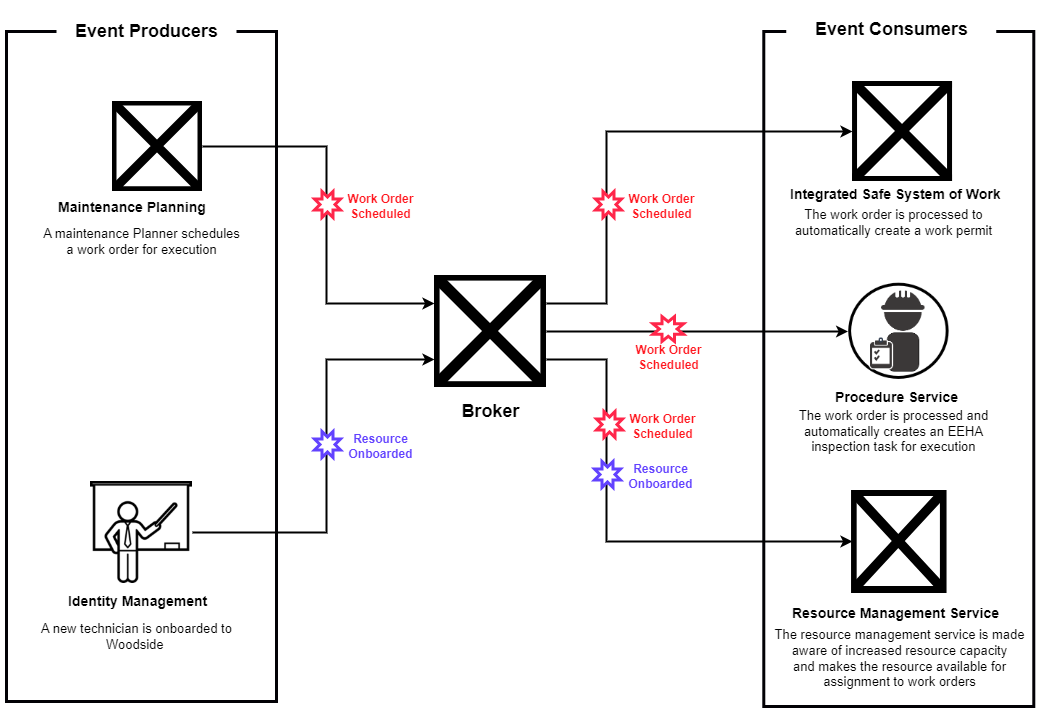 Event Producers
Event Consumers
Maintenance Planning
A maintenance Planner schedules
a work order for execution
Work Order
Scheduled
Work Order
Scheduled
Integrated Safe System of Work
The work order is processed to
automatically create a work permit
Work Order
Scheduled
Broker
Procedure Service
The work order is processed and
automatically creates an EEHA
inspection task for execution
Resource
Onboarded
Work Order
Scheduled
Resource
Onboarded
Identity Management
A new technician is onboarded to
Woodside
Resource Management Service
The resource management service is made
aware of increased resource capacity
and makes the resource available for
assignment to work orders